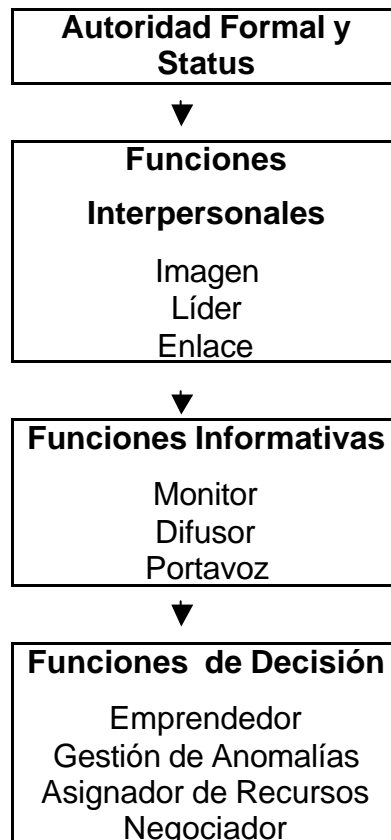 Autoridad Formal y
Status
Funciones
Interpersonales
Imagen
Líder
Enlace
Funciones Informativas
Monitor
Difusor
Portavoz
Funciones de Decisión
Emprendedor
Gestión de Anomalías
Asignador de Recursos
Negociador